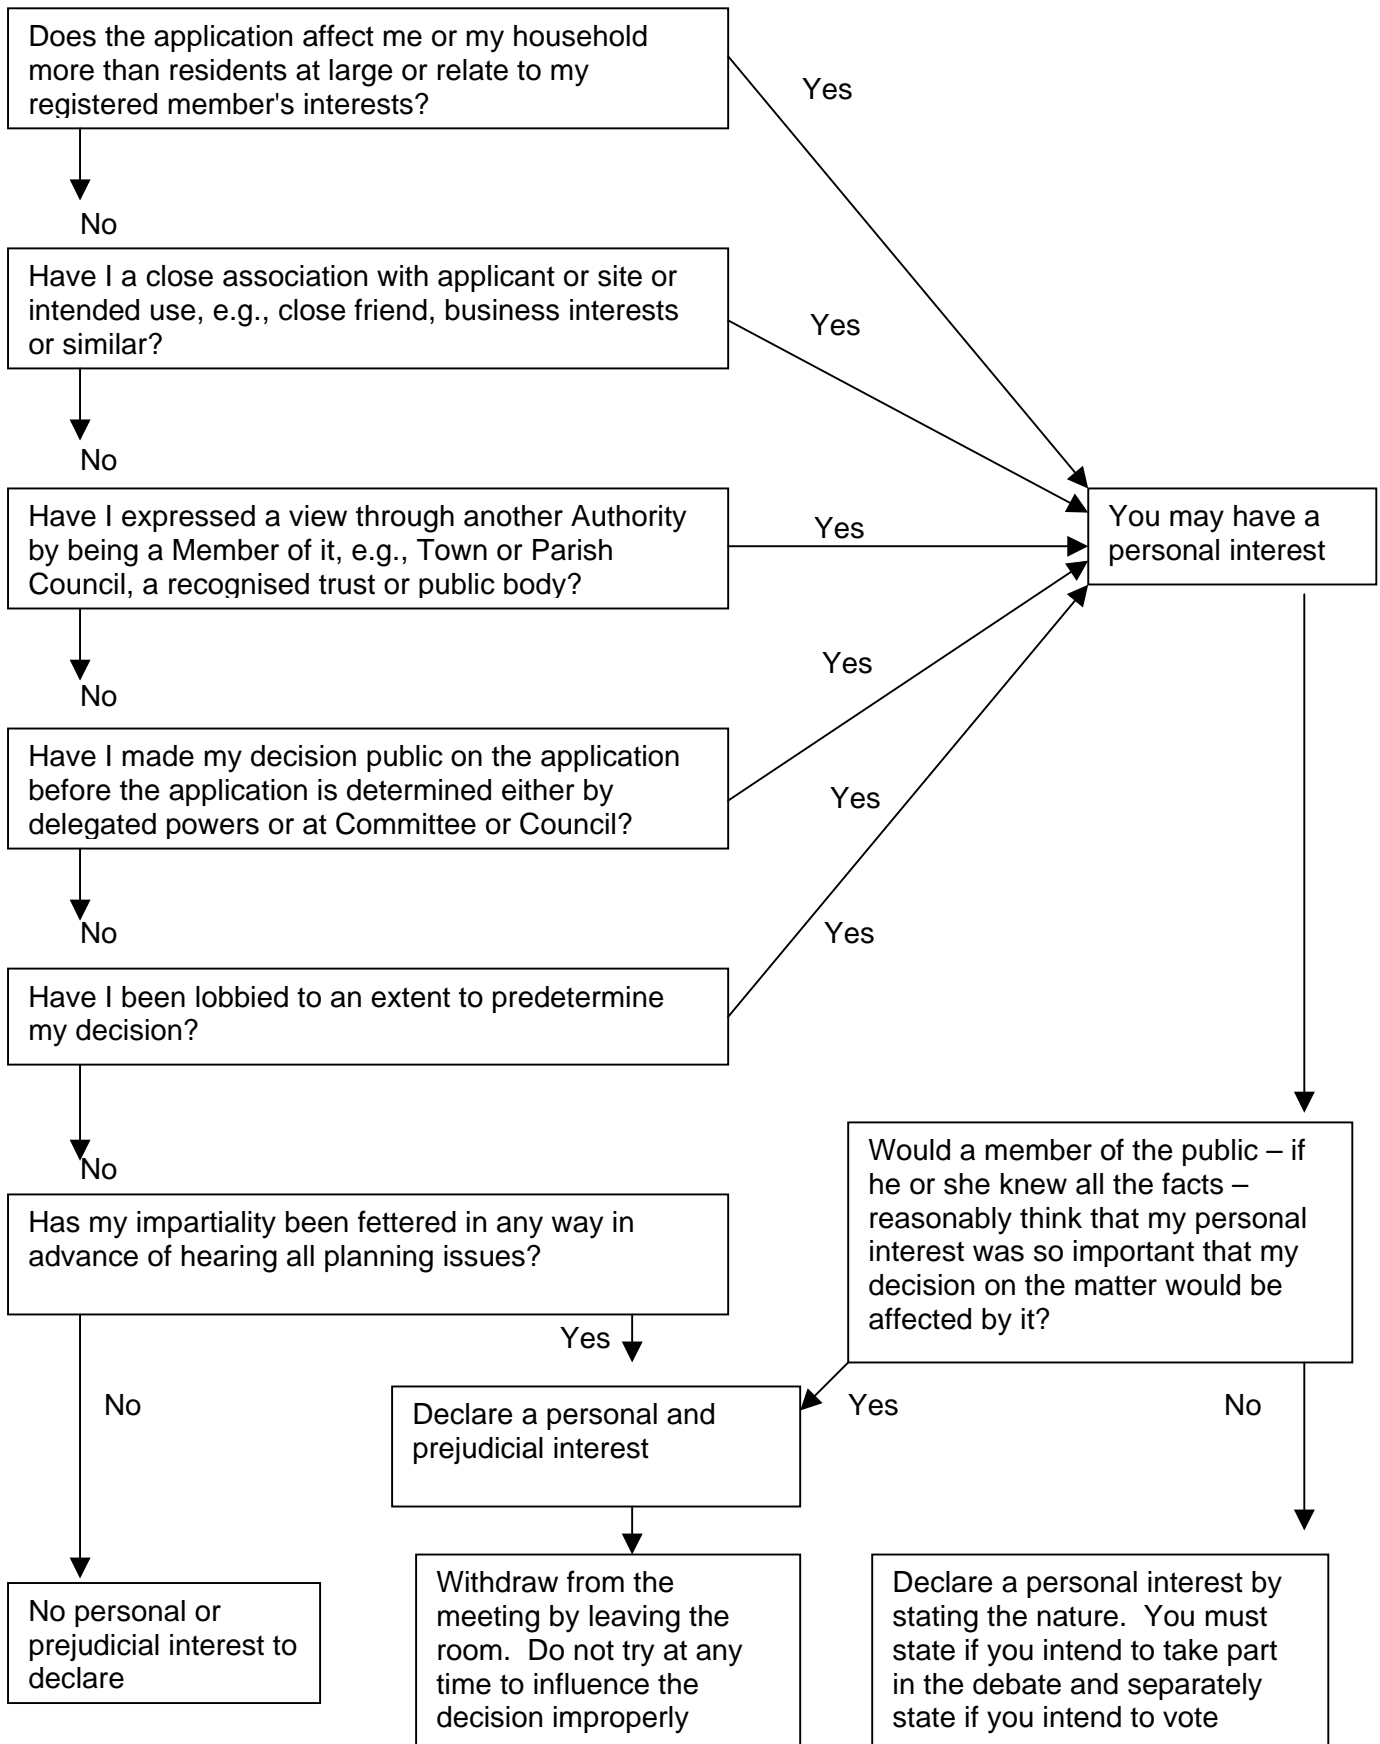 Does the application affect me or my household
more than residents at large or relate to my
registered member's interests?
Yes
No
Have I a close association with applicant or site or
intended use, e.g., close friend, business interests
or similar?
Yes
No
Have I expressed a view through another Authority
by being a Member of it, e.g., Town or Parish
Council, a recognised trust or public body?
Yes
You may have a
personal interest
No
Yes
Have I made my decision public on the application
before the application is determined either by
delegated powers or at Committee or Council?
Yes
No
Yes
Have I been lobbied to an extent to predetermine
my decision?
No
Would a member of the public – if
he or she knew all the facts –
reasonably think that my personal
interest was so important that my
decision on the matter would be
affected by it?
Has my impartiality been fettered in any way in
advance of hearing all planning issues?
Yes
No
Yes
No
Declare a personal and
prejudicial interest
No personal or
prejudicial interest to
declare
Withdraw from the
meeting by leaving the
room. Do not try at any
time to influence the
decision improperly
Declare a personal interest by
stating the nature. You must
state if you intend to take part
in the debate and separately
state if you intend to vote